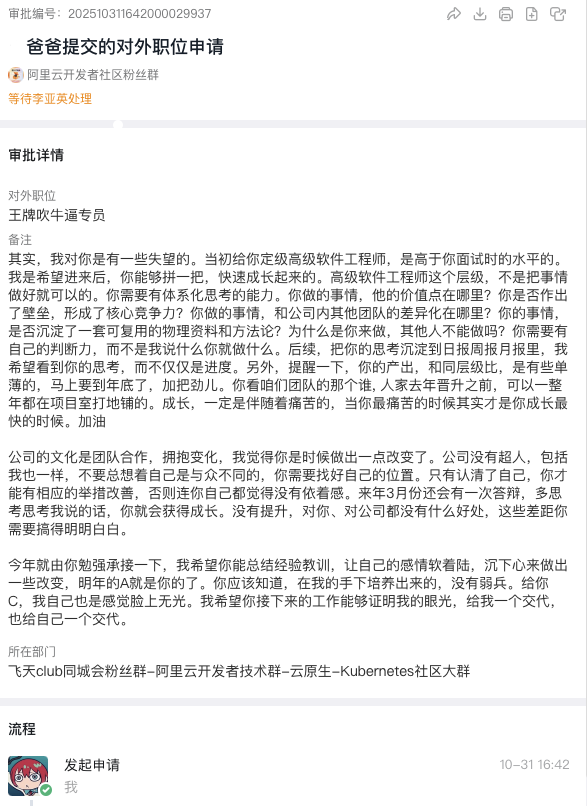 审批编号：202510311642000029937
爸爸提交的对外职位申请
阿里云开发者社区粉丝群
等待李亚英处理
审批详情
对外职位
王牌吹牛逼专员
备注
其实，我对你是有一些失望的。当初给你定级高级软件工程师，是高于你面试时的水平的。
我是希望进来后，你能够拼一把，快速成长起来的。高级软件工程师这个层级，不是把事情
做好就可以的。你需要有体系化思考的能力。你做的事情，他的价值点在哪里？你是否作出
了壁垒，形成了核心竞争力？你做的事情，和公司内其他团队的差异化在哪里？你的事情，
是否沉淀了一套可复用的物理资料和方法论？为什么是你来做，其他人不能做吗？你需要有
自己的判断力，而不是我说什么你就做什么。后续，把你的思考沉淀到日报周报月报里，我
希望看到你的思考，而不仅仅是进度。另外，提醒一下，你的产出，和同层级比，是有些单
薄的，马上要到年底了，加把劲儿。你看咱们团队的那个谁, 人家去年晋升之前，可以一整
年都在项目室打地铺的。成长，一定是伴随着痛苦的，当你最痛苦的时候其实才是你成长最
快的时候。加油
公司的文化是团队合作，拥抱变化，我觉得你是时候做出一点改变了。公司没有超人，包括
我也一样，不要总想着自己是与众不同的，你需要找好自己的位置。只有认清了自己，你才
能有相应的举措改善，否则连你自己都觉得没有依着感。来年3月份还会有一次答辩，多思
考思考我说的话，你就会获得成长。没有提升，对你、对公司都没有什么好处，这些差距你
需要搞得明明白白。
今年就由你勉强承接一下，我希望你能总结经验教训，让自己的感情软着陆，沉下心来做出
一些改变，明年的A就是你的了。你应该知道，在我的手下培养出来的，没有弱兵。给你
C，我自己也是感觉脸上无光。我希望你接下来的工作能够证明我的眼光，给我一个交代，
也给自己一个交代。
所在部门
飞天club同城会粉丝群-阿里云开发者技术群-云原生-Kubernetes社区大群
流程
发起申请
10-31 16:42
我